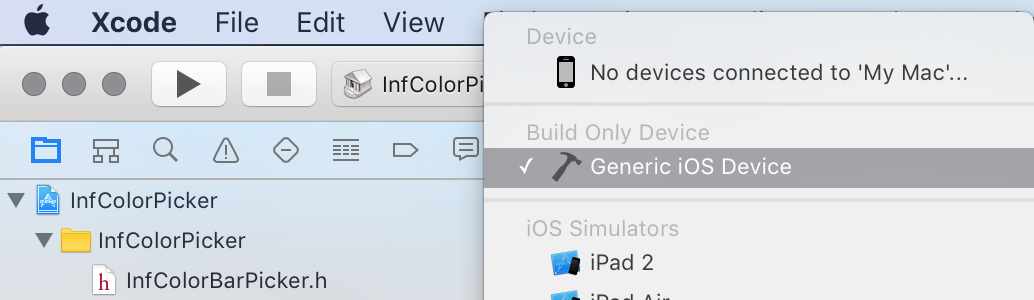 Xcode File Edit View
Device
No devices connected to 'My Mac'...
InfColorPi
Build Only Device
✓ Generic iOS Device
InfColorPicker
InfColorPicker
iOS Simulators
iPad 2
h InfColorBarPicker.h
iPad Air